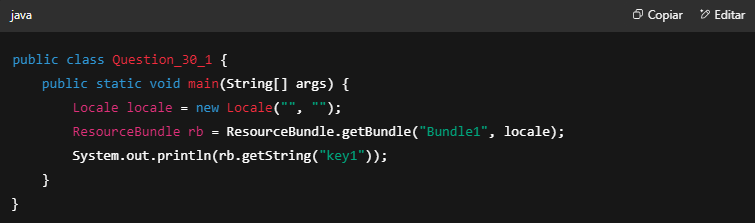 java Copiar Editar
public class Question_30_1 {
    public static void main(String[] args) {
        Locale locale = new Locale("", "");
        ResourceBundle rb = ResourceBundle.getBundle("Bundle1", locale);
        System.out.println(rb.getString("key1"));
    }
}